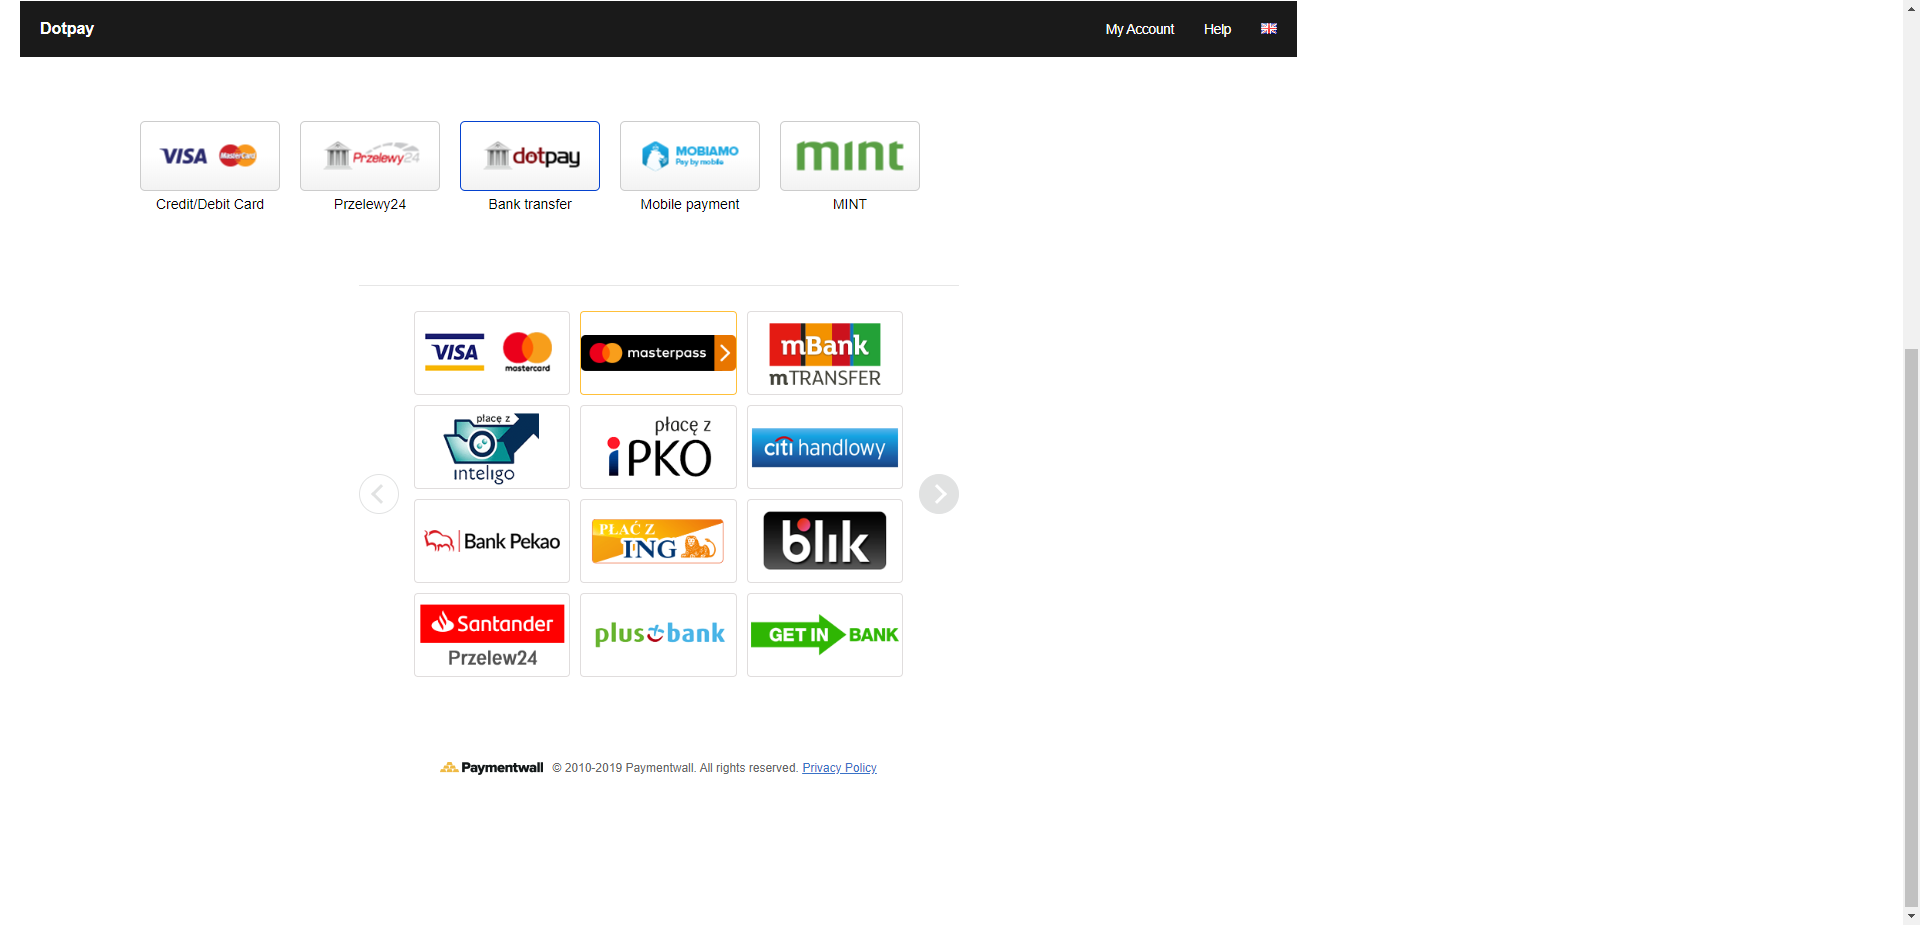 Dotpay
My Account Help
VISA MasterCard
Przelewy24
dotpay
MOBIAMO
Pay by mobile
mint
Credit/Debit Card
Przelewy24
Bank transfer
Mobile payment
MINT
VISA mastercard
masterpass
mBank
mTRANSFER
płacę z
inteligo
płacę z
iPKO
citi handlowy
Bank Pekao
PŁAĆ Z
ING
blik
Santander
Przelew24
plus bank
GET IN BANK
Paymentwall © 2010-2019 Paymentwall. All rights reserved. Privacy Policy